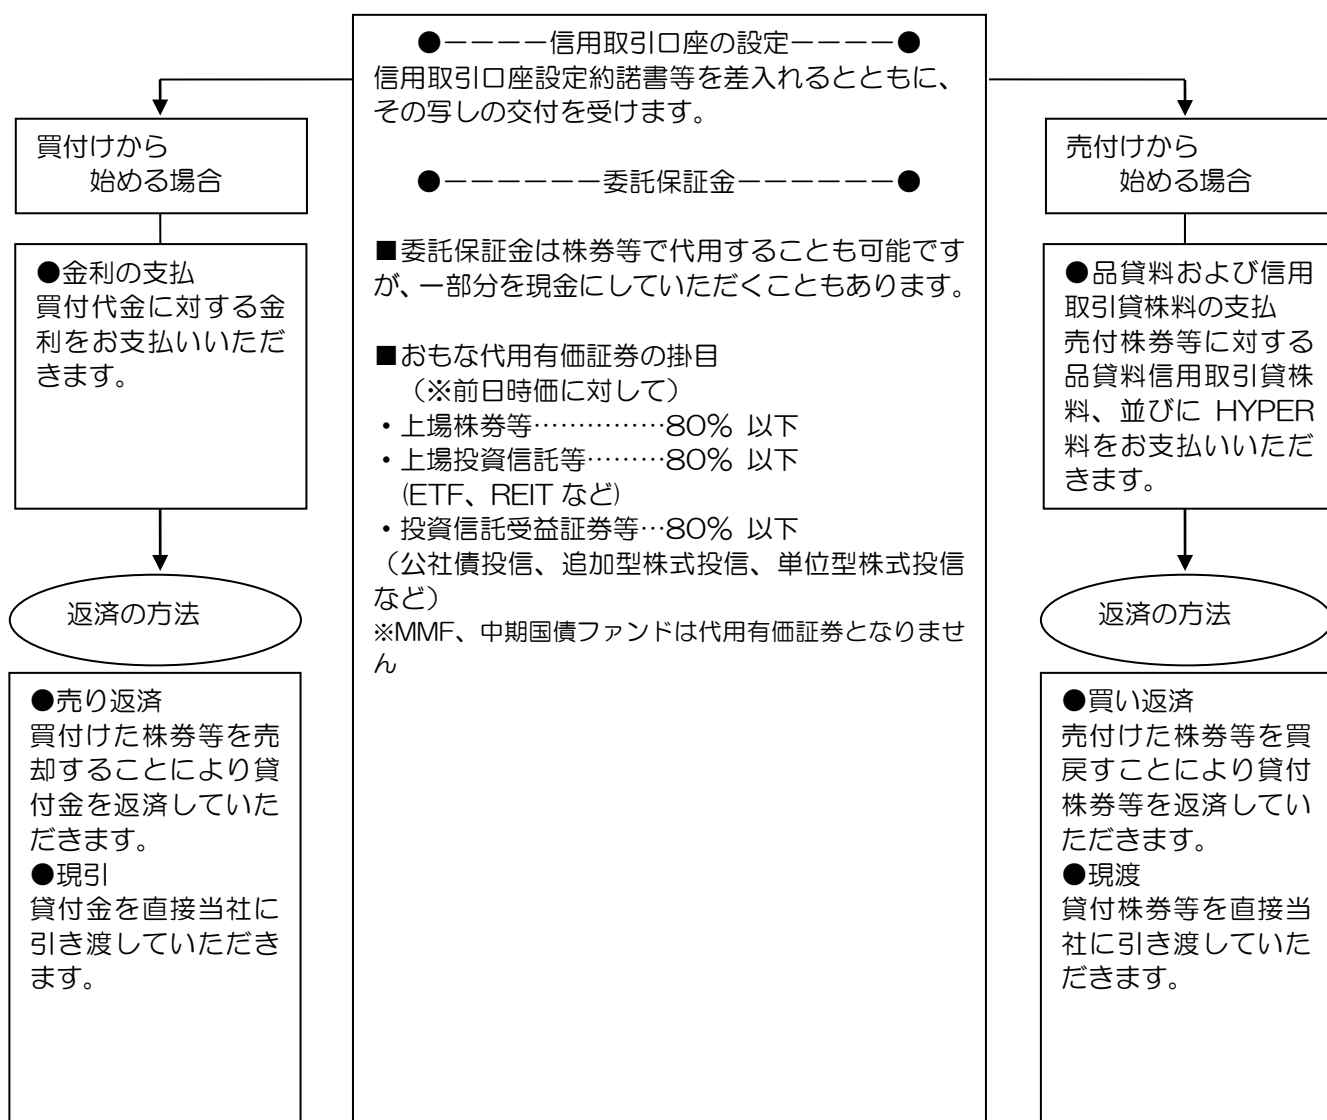 ●ーーーー信用取引口座の設定ーーーー●
信用取引口座設定約諾書等を差入れるとともに、
その写しの交付を受けます。
●ーーーーーー委託保証金ーーーーーー●
■委託保証金は株券等で代用することも可能です
が、一部分を現金にしていただくこともあります。
■おもな代用有価証券の掛目
（※前日時価に対して）
・上場株券等……………80% 以下
・上場投資信託等………80% 以下
(ETF、REIT など)
・投資信託受益証券等…80% 以下
（公社債投信、追加型株式投信、単位型株式投信
など）
※MMF、中期国債ファンドは代用有価証券となりませ
ん
買付けから
始める場合
●金利の支払
買付代金に対する金
利をお支払いいただ
きます。
返済の方法
●売り返済
買付けた株券等を売
却することにより貸
付金を返済していた
だきます。
●現引
貸付金を直接当社に
引き渡していただき
ます。
売付けから
始める場合
●品貸料および信用
取引貸株料の支払
売付株券等に対する
品貸料信用取引貸株
料、並びに HYPER
料をお支払いいただ
きます。
返済の方法
●買い返済
売付けた株券等を買
戻すことにより貸付
株券等を返済してい
ただきます。
●現渡
貸付株券等を直接当
社に引き渡していた
だきます。